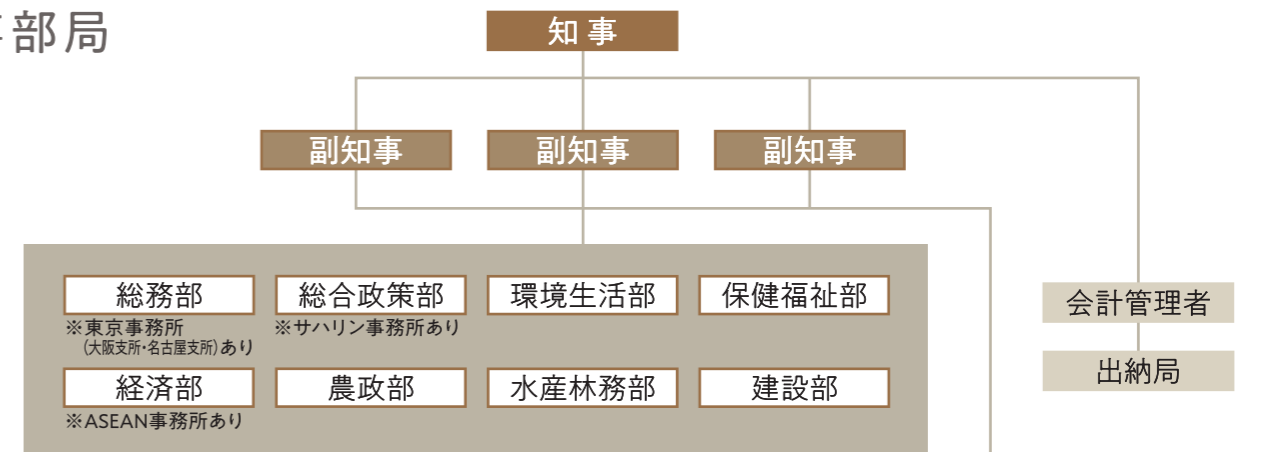 部局
知事
副知事 副知事 副知事
総務部 総合政策部 環境生活部 保健福祉部
※東京事務所 ※サハリン事務所あり
(大阪支所・名古屋支所)あり
会計管理者
経済部 農政部 水産林務部 建設部
出納局
※ASEAN事務所あり